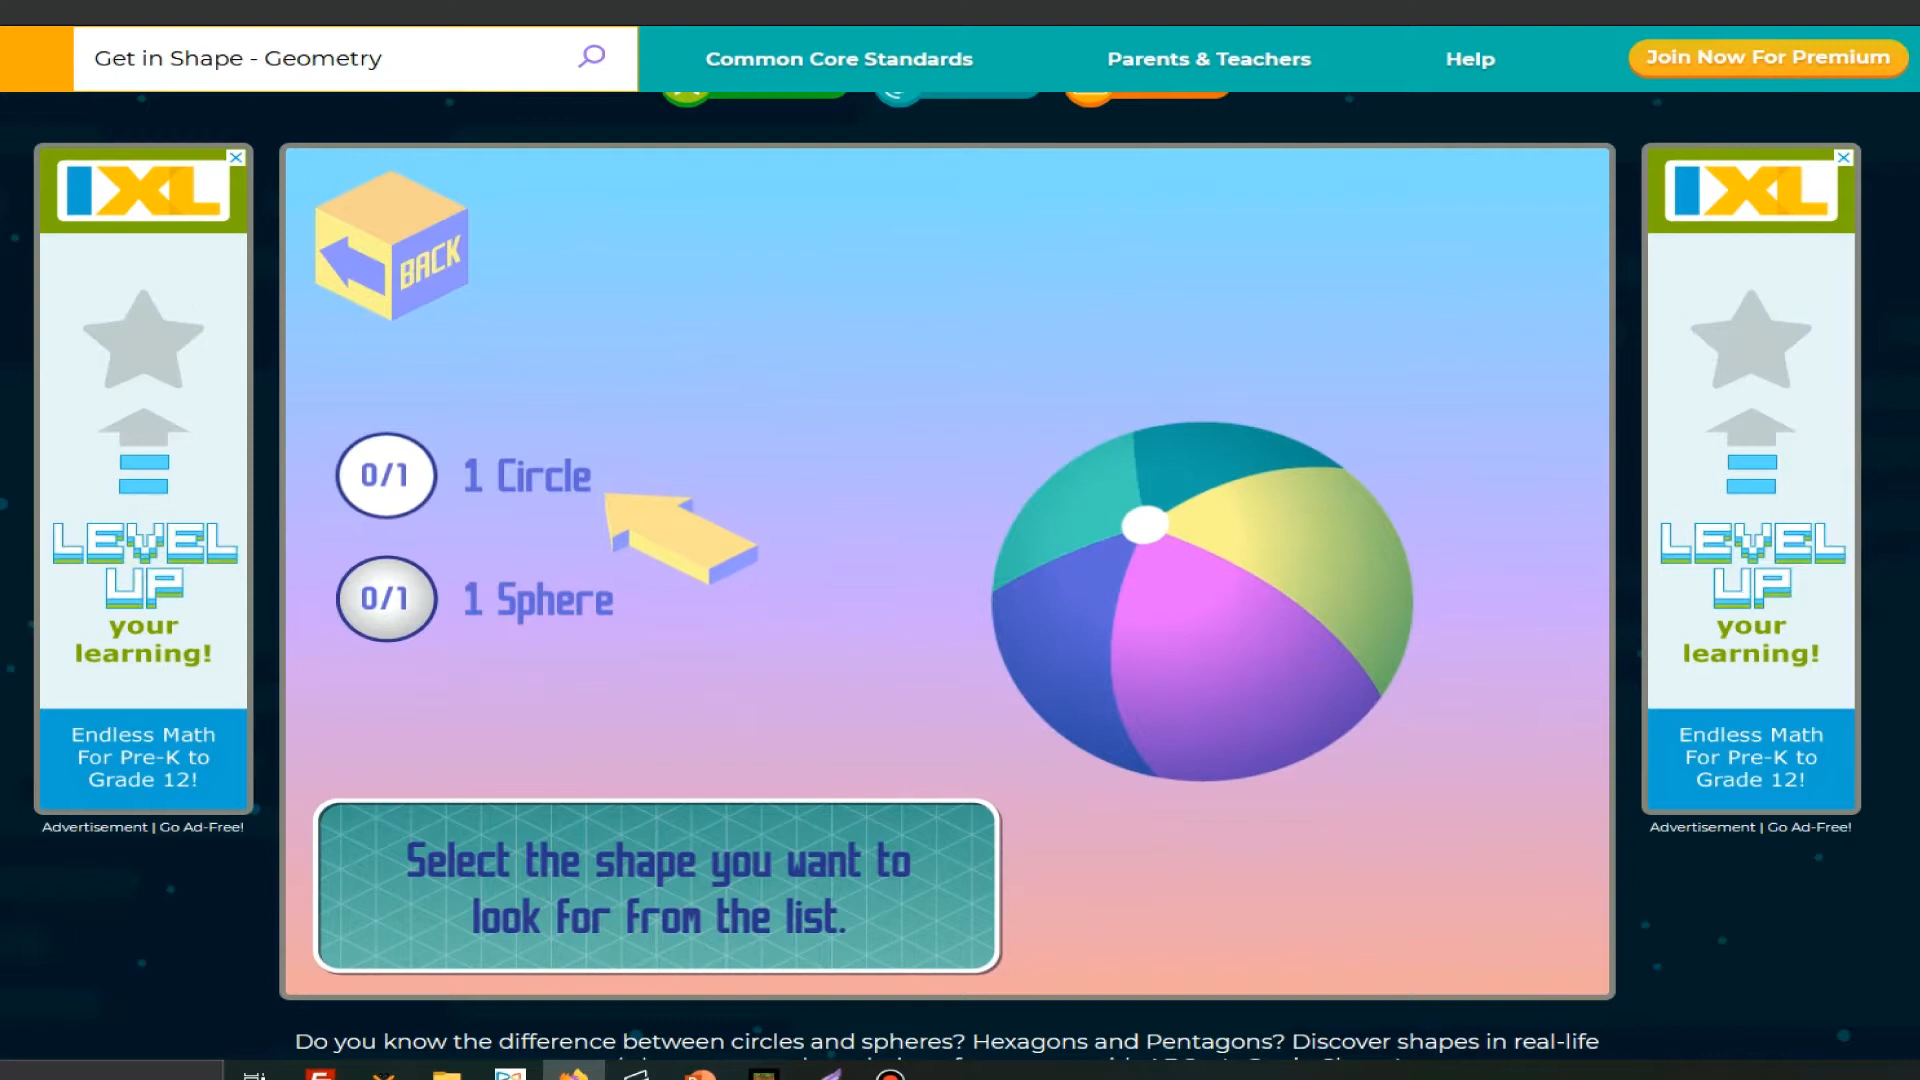 Get in Shape - Geometry
Common Core Standards
Parents & Teachers
Help
Join Now For Premium
IXL
LEVEL
UP
your
learning!
Endless Math
For Pre-K to
Grade 12!
Advertisement | Go Ad-Free!
BACK
0/1 1 Circle
0/1 1 Sphere
Select the shape you want to
look for from the list.
IXL
LEVEL
UP
your
learning!
Endless Math
For Pre-K to
Grade 12!
Advertisement | Go Ad-Free!
Do you know the difference between circles and spheres? Hexagons and Pentagons? Discover shapes in real-life